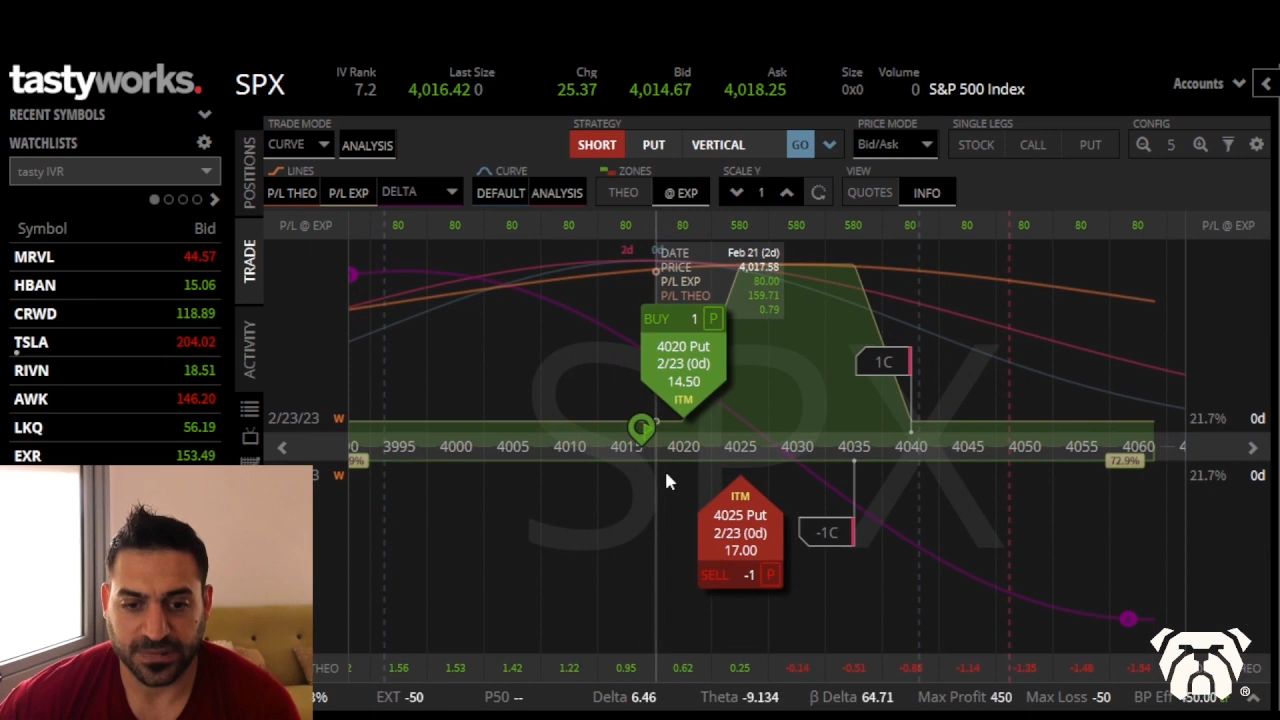 tastyworks.
SPX
IV Rank
7.2
Last Size
4,016.42 0
Chg
25.37
Bid
4,014.67
Ask
4,018.25
Size
0x0
Volume
0
S&P 500 Index
Accounts
RECENT SYMBOLS
WATCHLISTS
tasty IVR
Symbol Bid
MRVL 44.57
HBAN 15.06
CRWD 118.89
TSLA 204.02
RIVN 18.51
AWK 146.20
LKQ 56.19
EXR 153.49
POSITIONS
TRADE
ACTIVITY
TRADE MODE
CURVE ANALYSIS
STRATEGY
SHORT PUT VERTICAL GO
PRICE MODE
Bid/Ask
SINGLE LEGS
STOCK CALL PUT
CONFIG
5
LINES
P/L THEO P/L EXP DELTA
CURVE
DEFAULT ANALYSIS
ZONES
THEO @ EXP
SCALE Y
1
VIEW
QUOTES INFO
P/L @ EXP 80 80 80 80 80 80 580 580 580 80 80 80 80 80 P/L @ EXP
2d
DATE Feb 21 (2d)
PRICE 4,017.58
P/L EXP 80.00
P/L THEO 159.71
0.79
BUY 1 P
4020 Put
2/23 (0d)
14.50
ITM
1C
2/23/23 W 21.7% 0d
3995 4000 4005 4010 4015 4020 4025 4030 4035 4040 4045 4050 4055 4060
72.9%
W 21.7% 0d
ITM
4025 Put
2/23 (0d)
17.00
SELL -1 P
-1C
SPX
1.56 1.53 1.42 1.22 0.95 0.62 0.25 -0.14 -0.51 -0.86 -1.14 -1.35 -1.48 -1.54
EXT -50 P50 -- Delta 6.46 Theta -9.134 β Delta 64.71 Max Profit 450 Max Loss -50 BP Eff
®